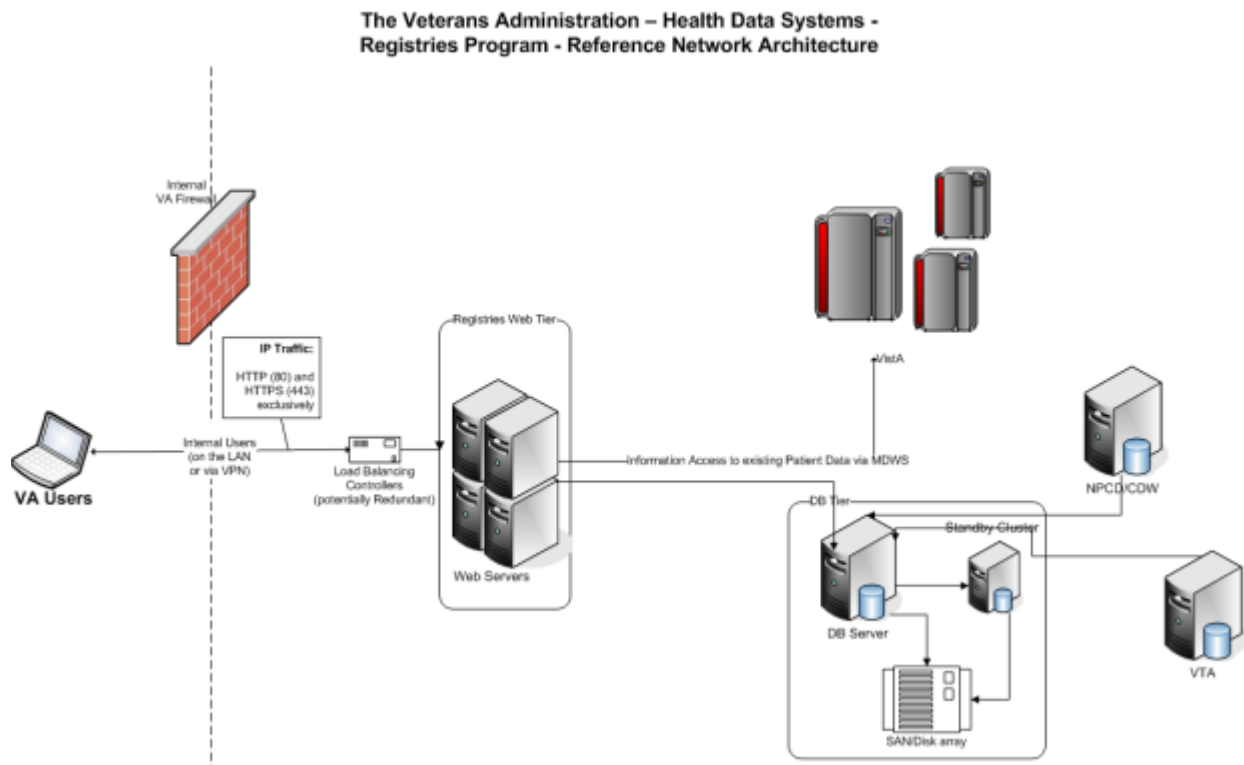 The Veterans Administration – Health Data Systems -
Registries Program - Reference Network Architecture
Internal
VA Firewall
IP Traffic:
HTTP (80) and
HTTPS (443)
exclusively
VA Users
Internal Users
(on the LAN
or via VPN)
Load Balancing
Controllers
(potentially Redundant)
Registries Web Tier
Web Servers
VistA
Information Access to existing Patient Data via MDWS
NPCD/CDW
DB Tier
Standby Cluster
DB Server
SAN/Disk array
VTA